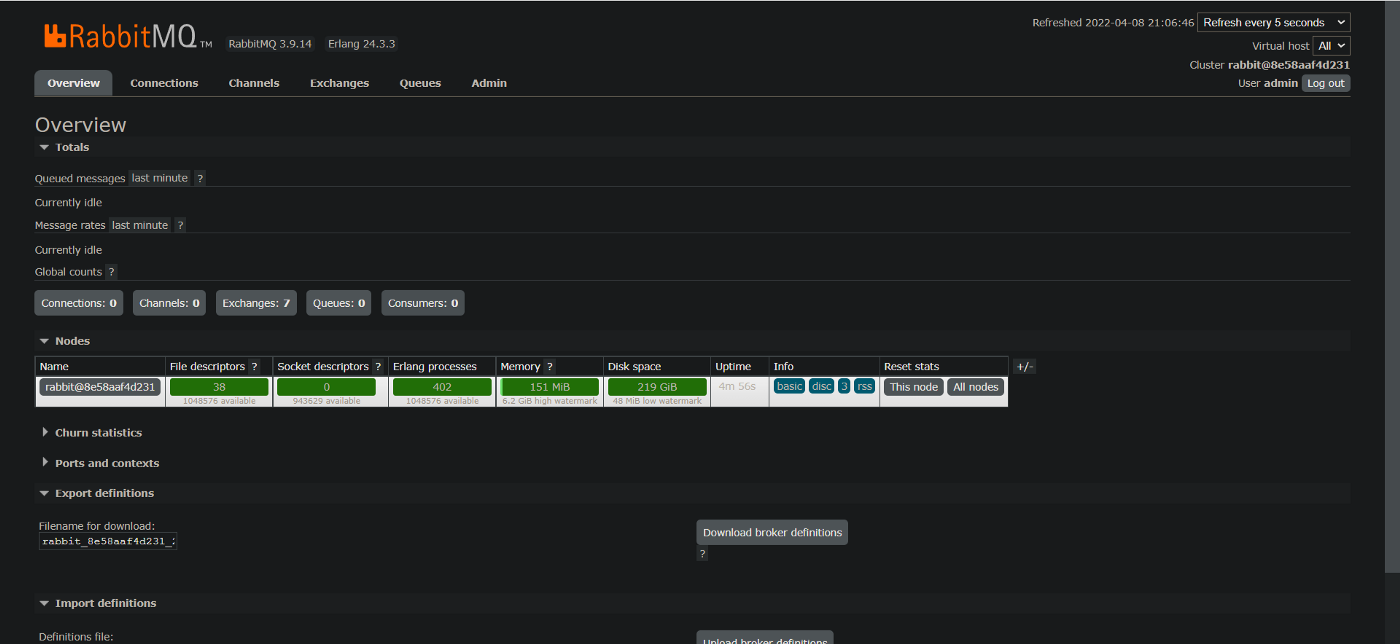 RabbitMQ TM RabbitMQ 3.9.14 Erlang 24.3.3
Refreshed 2022-04-08 21:06:46 Refresh every 5 seconds
Virtual host All
Cluster rabbit@8e58aaf4d231
User admin Log out
Overview Connections Channels Exchanges Queues Admin
Overview
Totals
Queued messages last minute ?
Currently idle
Message rates last minute ?
Currently idle
Global counts ?
Connections: 0 Channels: 0 Exchanges: 7 Queues: 0 Consumers: 0
Nodes
Name File descriptors ? Socket descriptors ? Erlang processes Memory ? Disk space Uptime Info Reset stats +/-
rabbit@8e58aaf4d231 38 0 402 151 MiB 219 GiB 4m 56s basic disc 3 rss This node All nodes
1048576 available 943629 available 1048576 available 6.2 GiB high watermark 48 MiB low watermark
Churn statistics
Ports and contexts
Export definitions
Filename for download:
rabbit_8e58aaf4d231_
Download broker definitions
?
Import definitions
Definitions file:
Upload broker definitions